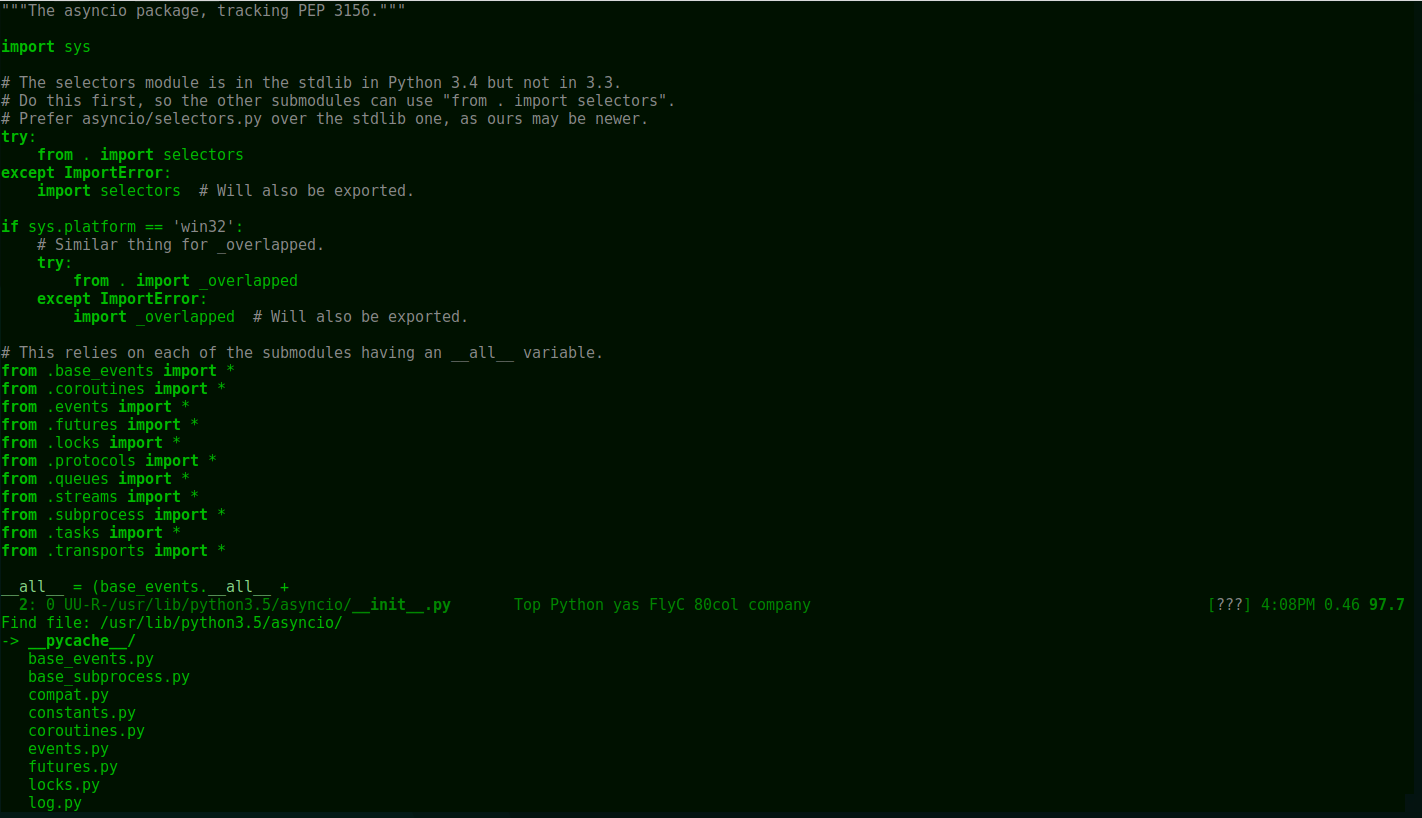 """The asyncio package, tracking PEP 3156."""

import sys

# The selectors module is in the stdlib in Python 3.4 but not in 3.3.
# Do this first, so the other submodules can use "from . import selectors".
# Prefer asyncio/selectors.py over the stdlib one, as ours may be newer.
try:
    from . import selectors
except ImportError:
    import selectors  # Will also be exported.

if sys.platform == 'win32':
    # Similar thing for _overlapped.
    try:
        from . import _overlapped
    except ImportError:
        import _overlapped  # Will also be exported.

# This relies on each of the submodules having an __all__ variable.
from .base_events import *
from .coroutines import *
from .events import *
from .futures import *
from .locks import *
from .protocols import *
from .queues import *
from .streams import *
from .subprocess import *
from .tasks import *
from .transports import *

__all__ = (base_events.__all__ +
  2: 0 UU-R-/usr/lib/python3.5/asyncio/__init__.py       Top Python yas FlyC 80col company [???] 4:08PM 0.46 97.7
Find file: /usr/lib/python3.5/asyncio/
-> __pycache__/
   base_events.py
   base_subprocess.py
   compat.py
   constants.py
   coroutines.py
   events.py
   futures.py
   locks.py
   log.py